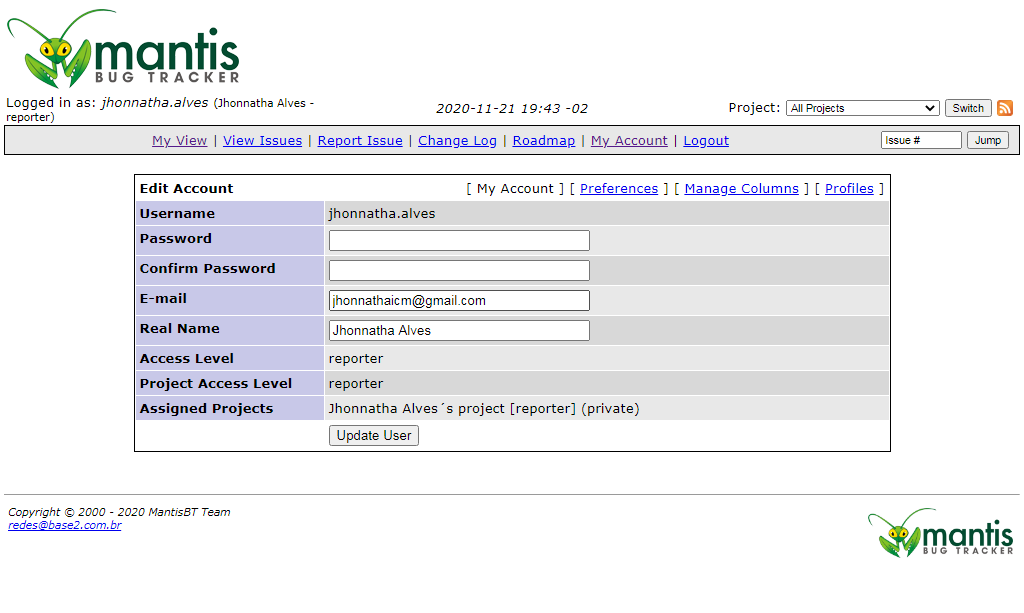 mantis
BUG TRACKER
Logged in as: jhonnatha.alves (Jhonnatha Alves -
reporter)
2020-11-21 19:43 -02
Project: All Projects Switch
My View | View Issues | Report Issue | Change Log | Roadmap | My Account | Logout
Issue # Jump
Edit Account [ My Account ] [ Preferences ] [ Manage Columns ] [ Profiles ]
Username jhonnatha.alves
Password
Confirm Password
E-mail jhonnathaicm@gmail.com
Real Name Jhonnatha Alves
Access Level reporter
Project Access Level reporter
Assigned Projects Jhonnatha Alves´s project [reporter] (private)
Update User
Copyright © 2000 - 2020 MantisBT Team
redes@base2.com.br
mantis
BUG TRACKER